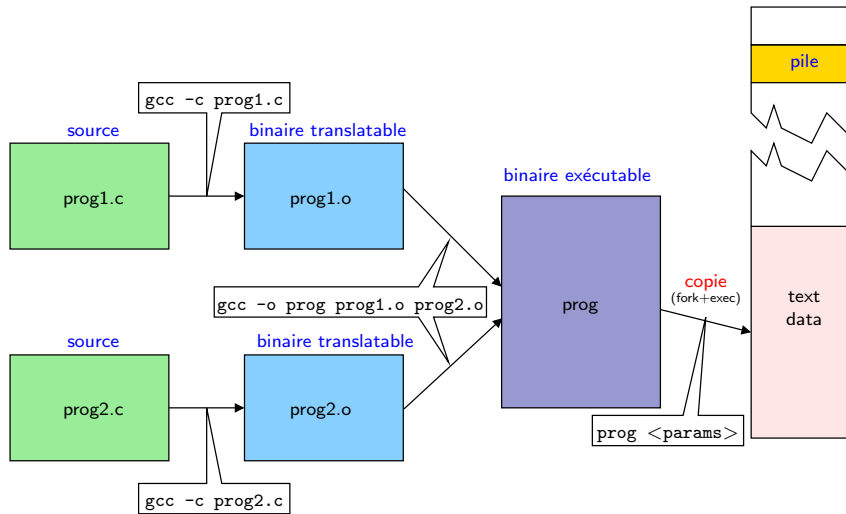 pile
gcc -c prog1.c
source
binaire translatable
prog1.c
prog1.o
binaire exécutable
copie
(fork+exec)
gcc -o prog prog1.o prog2.o
prog
text
data
source
binaire translatable
prog2.c
prog2.o
prog <params>
gcc -c prog2.c